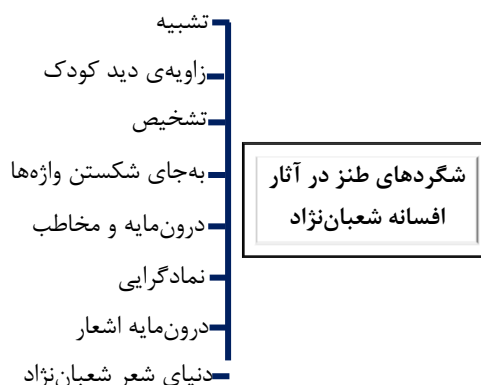 شگردهای طنز در آثار
افسانه شعبان‌نژاد
تشبیه
زاویه‌ی دید کودک
تشخیص
به‌جای شکستن واژه‌ها
درون‌مایه و مخاطب
نمادگرایی
درون‌مایه اشعار
دنیای شعر شعبان‌نژاد